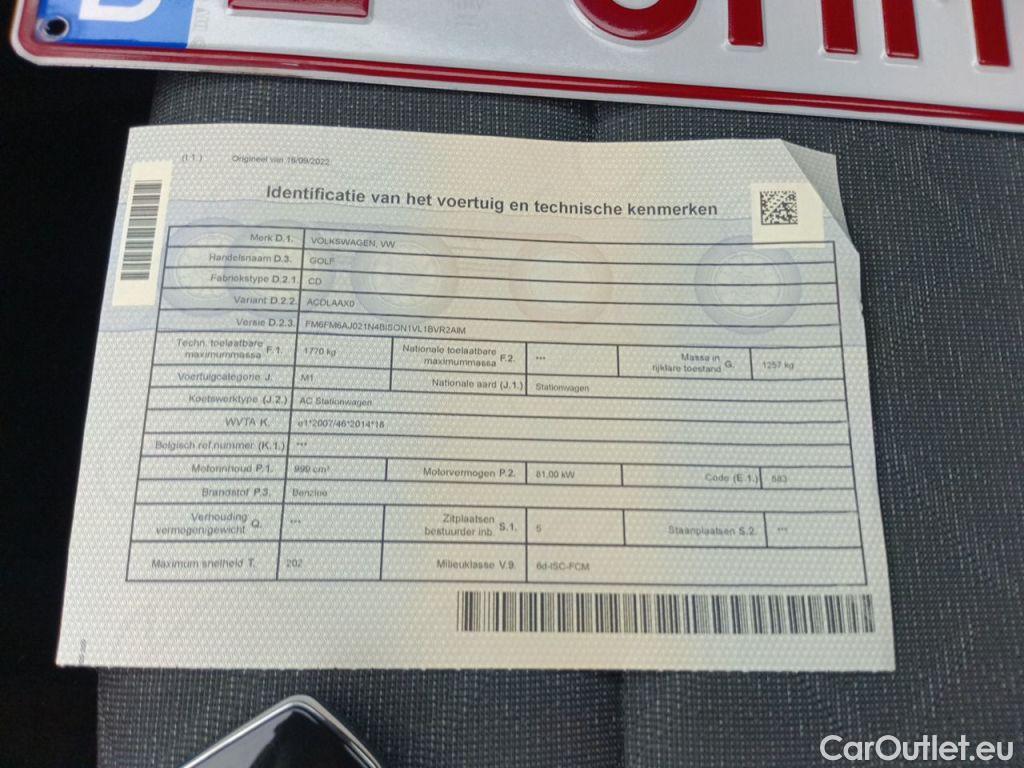 B
(I.1.) Origineel van 16/09/2022
Identificatie van het voertuig en technische kenmerken
Merk D.1. VOLKSWAGEN, VW
Handelsnaam D.3. GOLF
Fabriekstype D.2.1. CD
Variant D.2.2. ACDLAAX0
Versie D.2.3. FM6FM6AJ021N4BISON1VL1BVR2AIM
Techn. toelaatbare maximummassa F.1. 1770 kg Nationale toelaatbare maximummassa F.2. *** Massa in rijklare toestand G. 1257 kg
Voertuigcategorie J. M1 Nationale aard (J.1.) Stationwagen
Koetswerktype (J.2.) AC Stationwagen
WVTA K. e1*2007/46*2014*16
Belgisch ref.nummer (K.1.) ***
Motorinhoud P.1. 999 cm³ Motorvermogen P.2. 81,00 kW Code (E.1.) 583
Brandstof P.3. Benzine
Verhouding vermogen/gewicht Q. *** Zitplaatsen bestuurder inb. S.1. 5 Staanplaatsen S.2. ***
Maximum snelheid T. 202 Milieuklasse V.9. 6d-ISC-FCM
CarOutlet.eu